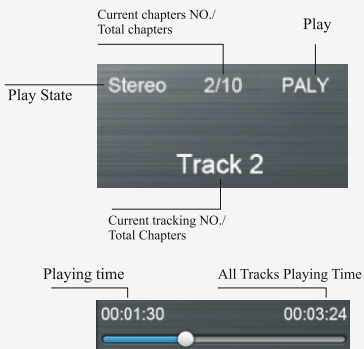 Current chapters NO./
Total chapters
Play
Play State
Stereo 2/10 PALY
Track 2
Current tracking NO./
Total Chapters
Playing time
All Tracks Playing Time
00:01:30 00:03:24